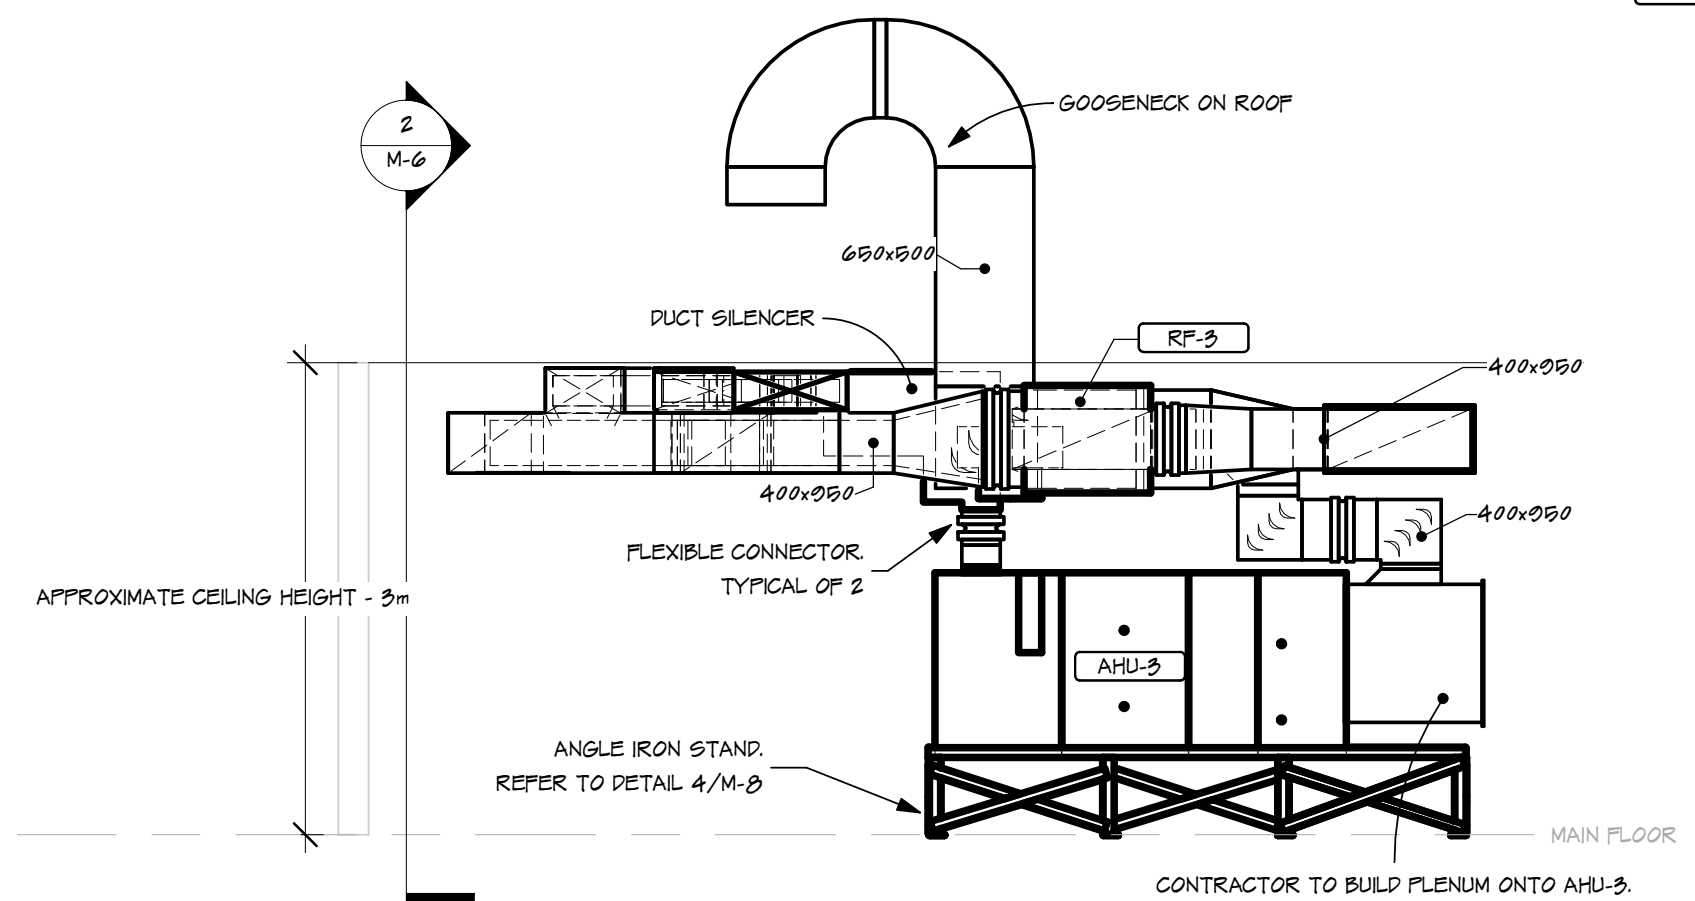 2
M-6
GOOSENECK ON ROOF
650x500
DUCT SILENCER
RF-3
400x950
400x950
400x950
FLEXIBLE CONNECTOR.
TYPICAL OF 2
APPROXIMATE CEILING HEIGHT - 3m
AHU-3
ANGLE IRON STAND.
REFER TO DETAIL 4/M-8
MAIN FLOOR
CONTRACTOR TO BUILD PLENUM ONTO AHU-3.